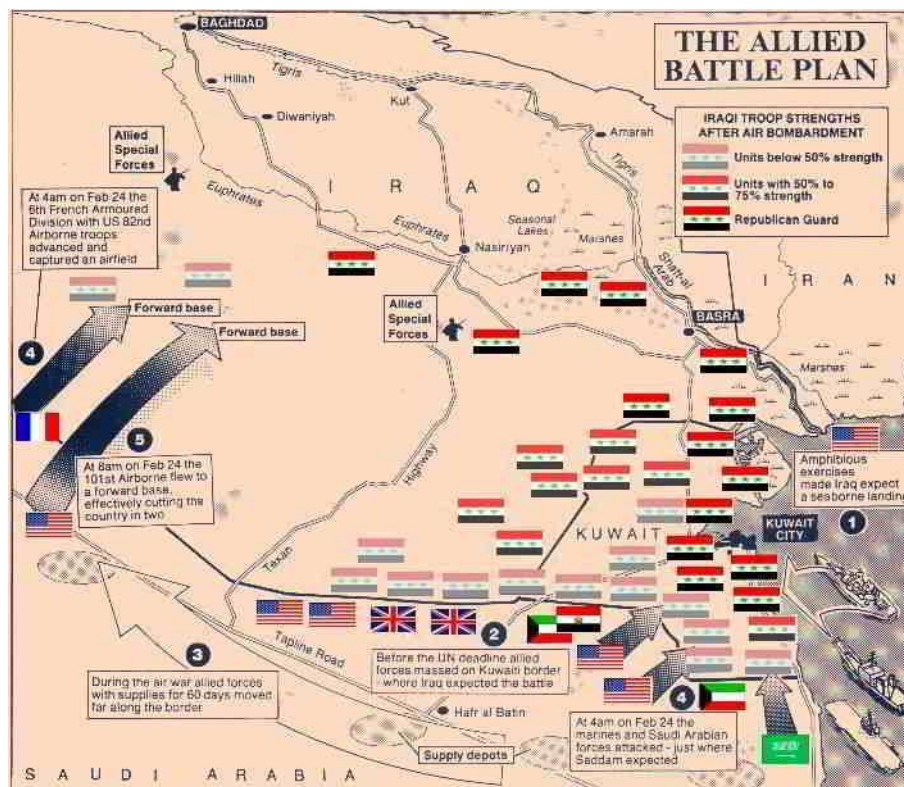 THE ALLIED
BATTLE PLAN
IRAQI TROOP STRENGTHS
AFTER AIR BOMBARDMENT
Units below 50% strength
Units with 50% to
75% strength
Republican Guard
BAGHDAD
Tigris
Hillah
Kut
Diwaniyah
Amarah
Tigris
Allied
Special
Forces
I R A Q
Euphrates
Euphrates
Seasonal
Lakes
Marshes
Nasiriyah
Shatt-al
Arab
I R A N
At 4am on Feb 24 the
6th French Armoured
Division with US 82nd
Airborne troops
advanced and
captured an airfield
Forward base
Forward base
Allied
Special
Forces
BASRA
Marshes
4
5
At 8am on Feb 24 the
101st Airborne flew to
a forward base,
effectively cutting the
country in two
Highway
Texan
Amphibious
exercises
made Iraq expect
a seaborne landing
1
KUWAIT
KUWAIT
CITY
2
Before the UN deadline allied
forces massed on Kuwaiti border
- where Iraq expected the battle
3
Tapline Road
During the air war allied forces
with supplies for 60 days moved
far along the border
Hafr al Batin
4
At 4am on Feb 24 the
marines and Saudi Arabian
forces attacked - just where
Saddam expected
Supply depots
SAUDI ARABIA